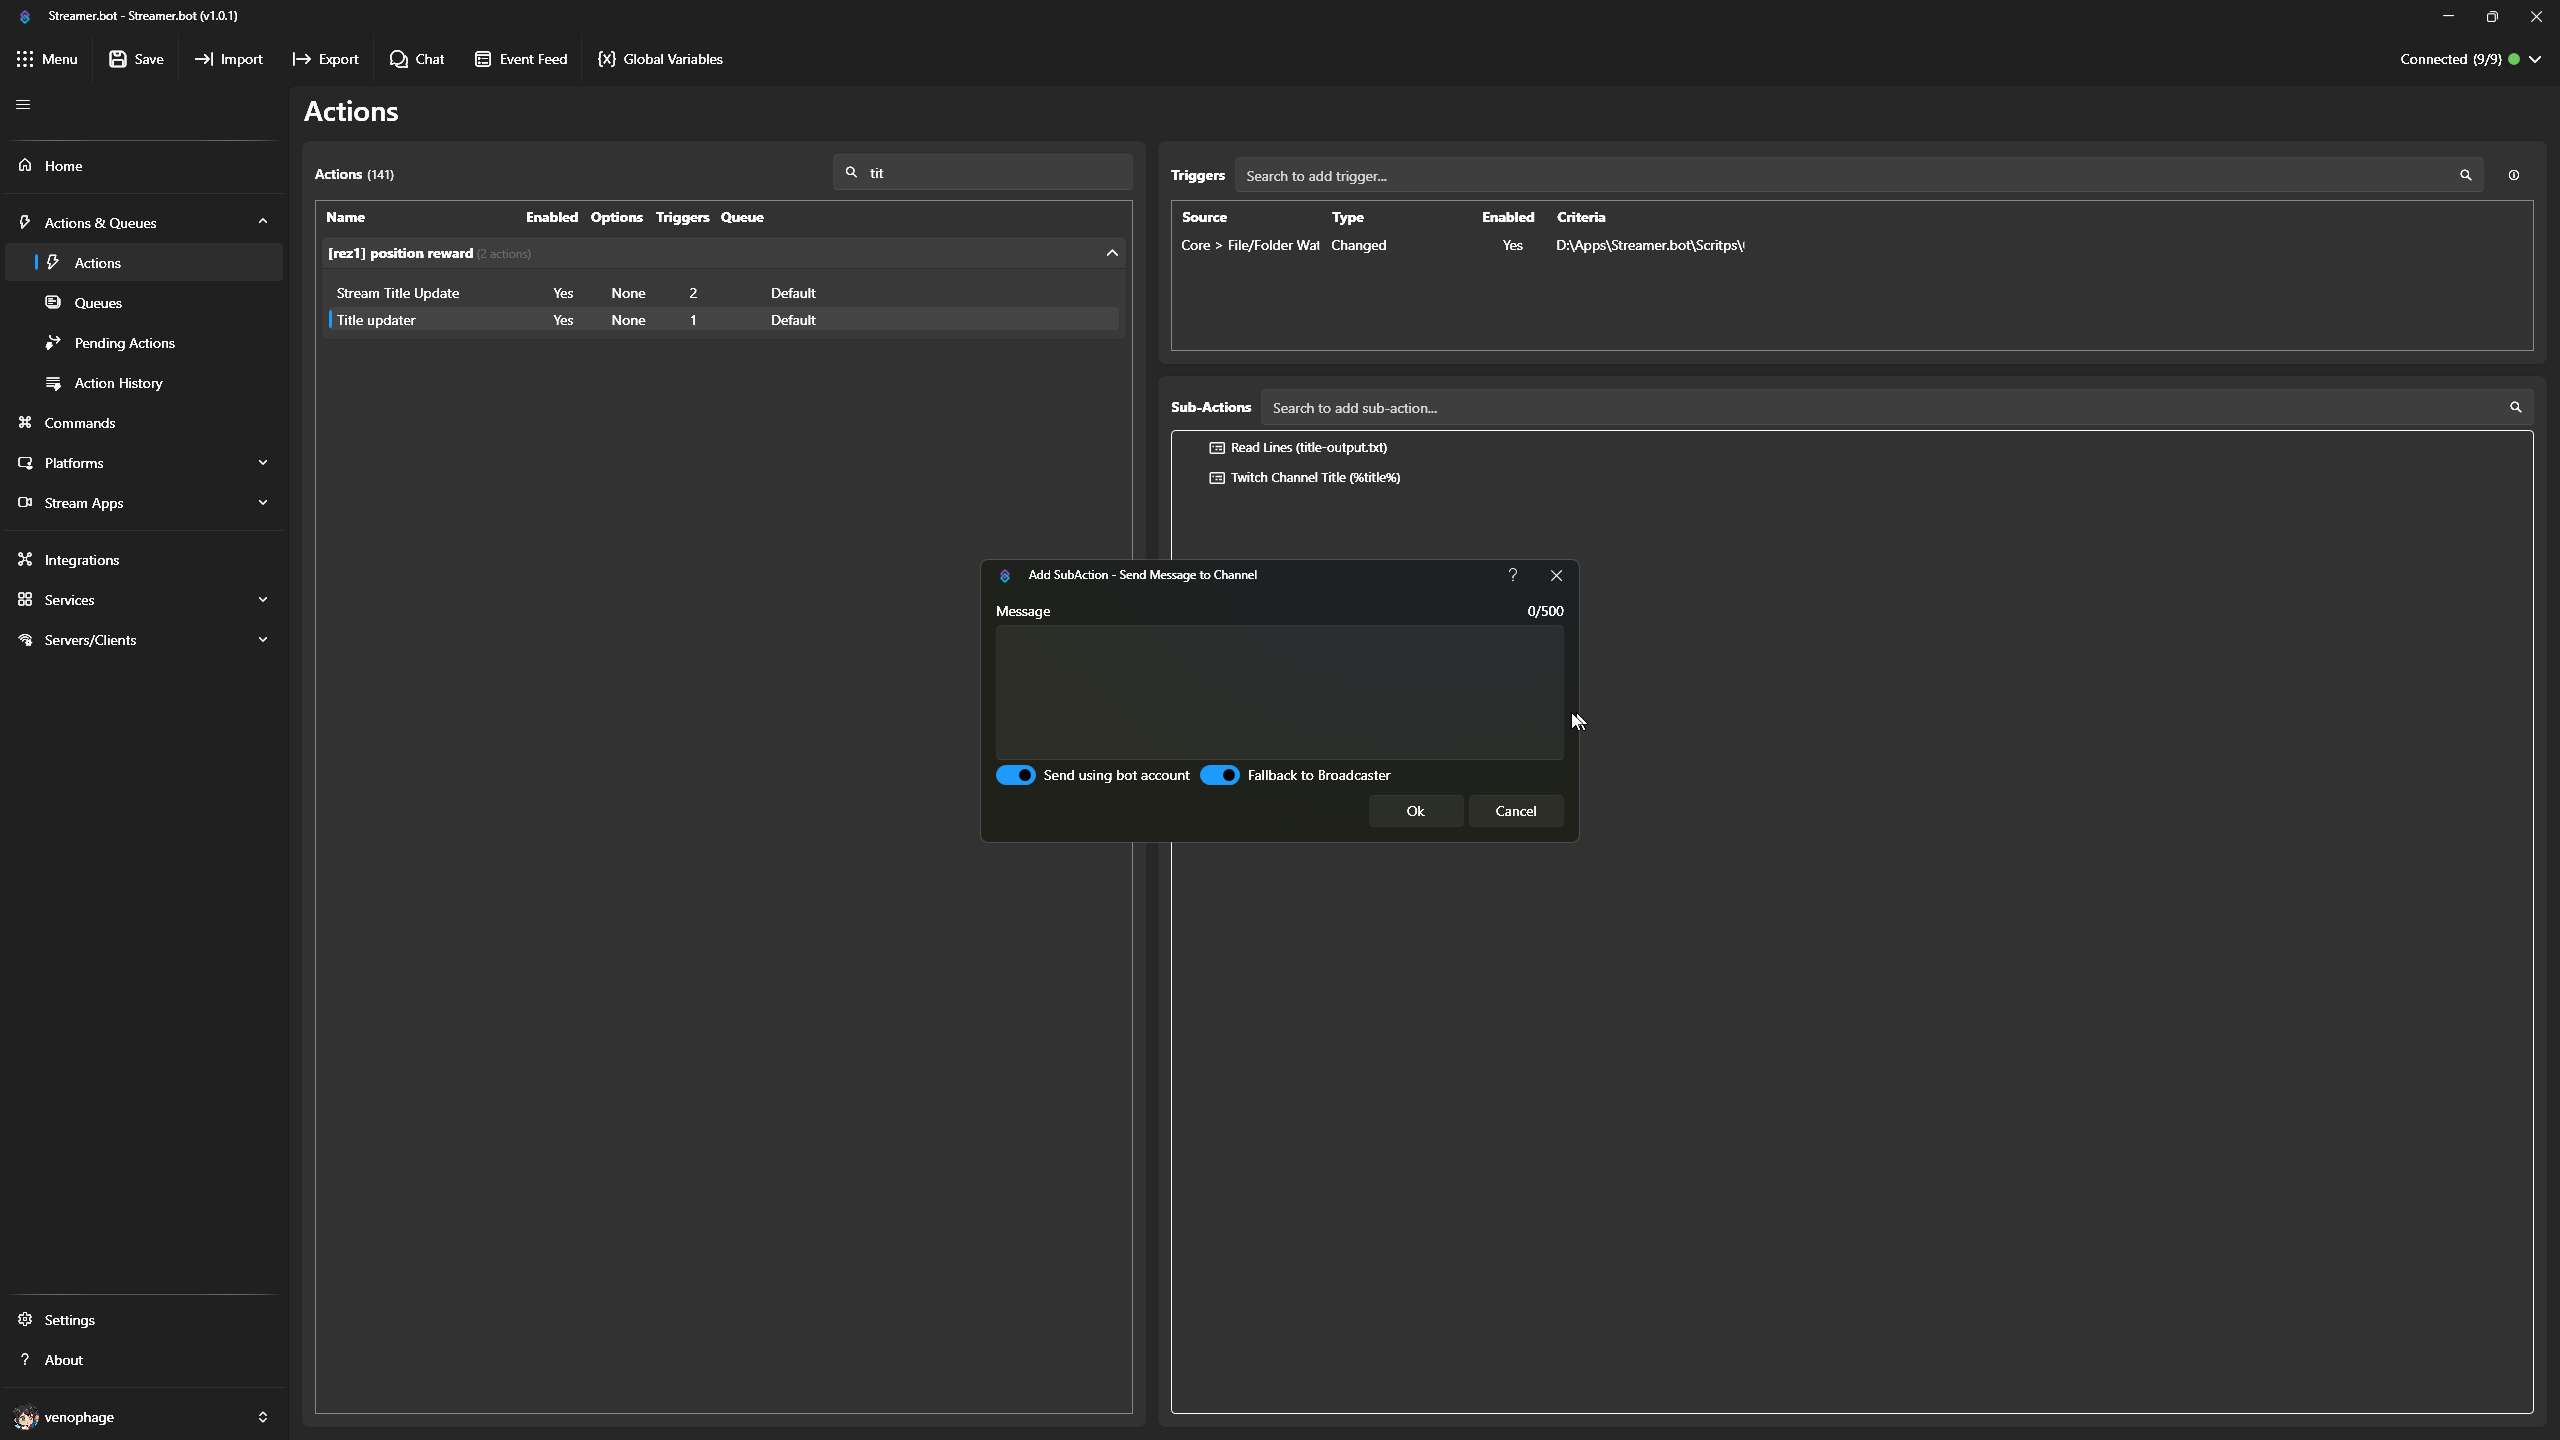 Streamer.bot - Streamer.bot (v1.0.1)
Menu Save Import Export Chat Event Feed Global Variables Connected (9/9)
Home
Actions & Queues
Actions
Queues
Pending Actions
Action History
Commands
Platforms
Stream Apps
Integrations
Services
Servers/Clients
Settings
? About
venophage
Actions
Actions (141) tit
Name Enabled Options Triggers Queue
[rez1] position reward (2 actions)
Stream Title Update Yes None 2 Default
Title updater Yes None 1 Default
Triggers Search to add trigger...
Source Type Enabled Criteria
Core > File/Folder Wat Changed Yes D:\Apps\Streamer.bot\Scritps\
Sub-Actions Search to add sub-action...
Read Lines (title-output.txt)
Twitch Channel Title (%title%)
Add SubAction - Send Message to Channel ?
Message 0/500
Send using bot account Fallback to Broadcaster
Ok Cancel